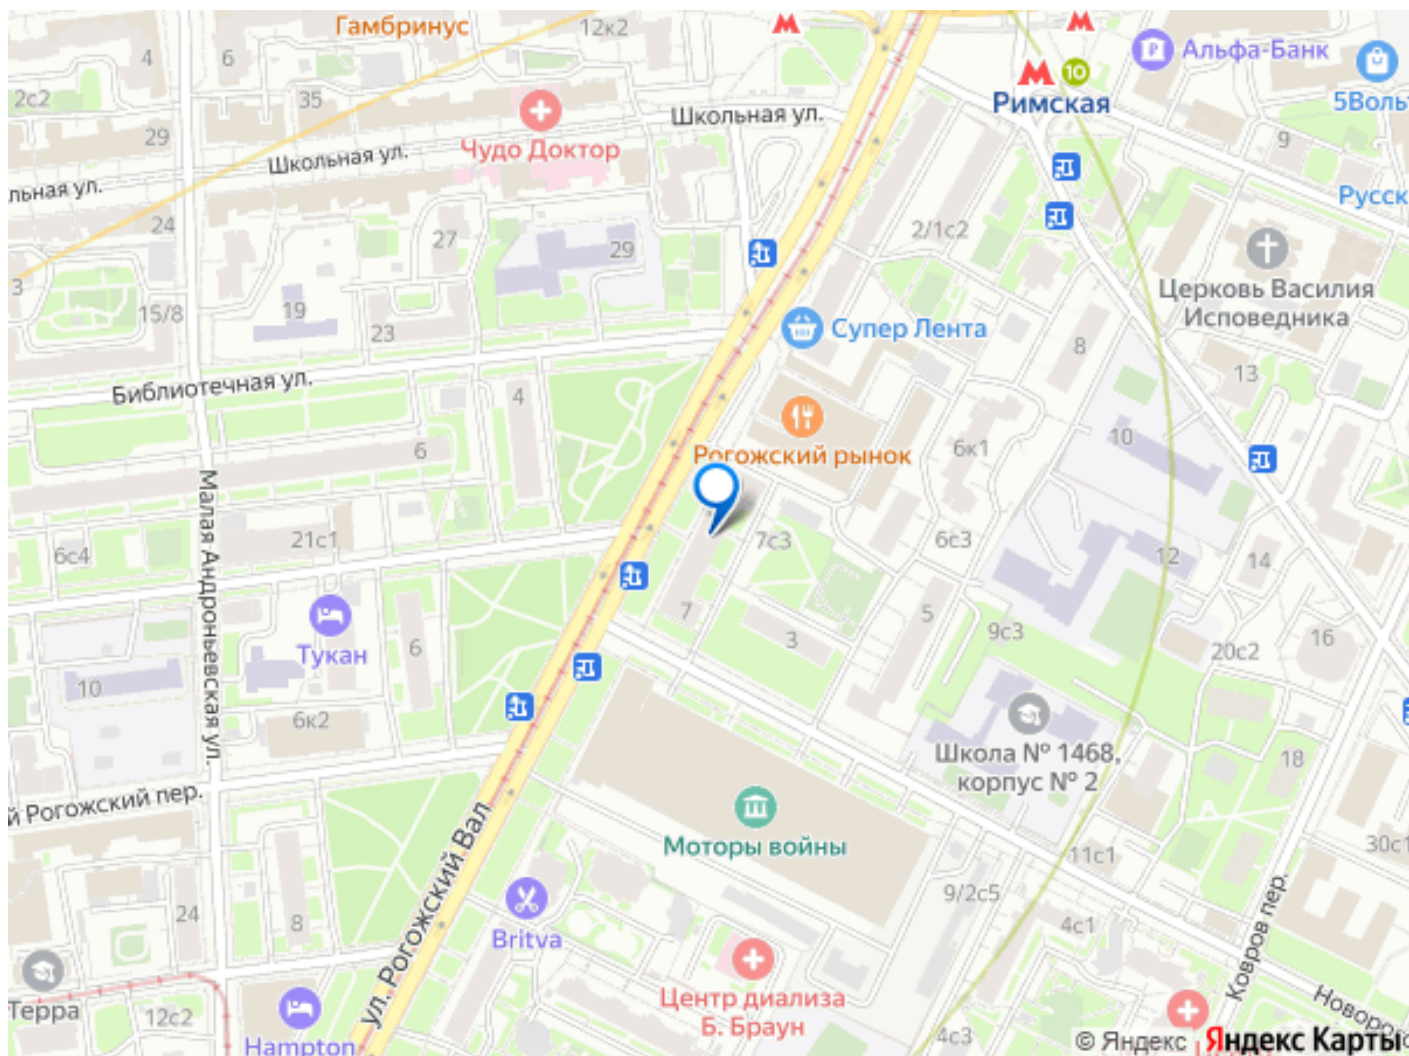 Гамбринус
12к2
4
6
Альфа-Банк
10
2с2
35
Римская
5Воль
Школьная ул.
29
Чудо Доктор
9
Школьная ул.
льная ул.
Русск
24
27
29
2/1с2
3
Церковь Василия
Исповедника
15/8
19
23
Супер Лента
8
13
Библиотечная ул.
4
6
10
Рогожский рынок
6к1
Малая Андроньевская ул.
6с4
21с1
7с3
6с3
12
14
7
3
5
9с3
16
20с2
Тукан
6
10
6к2
Школа № 1468,
корпус № 2
18
й Рогожский пер.
Моторы войны
11с1
30с1
ул. Рогожский Вал
9/2с5
24
8
Britva
4с1
Ковров пер.
Терра
12с2
Центр диализа
Б. Браун
Новорог
4с3
Hampton
© Яндекс Яндекс Карты